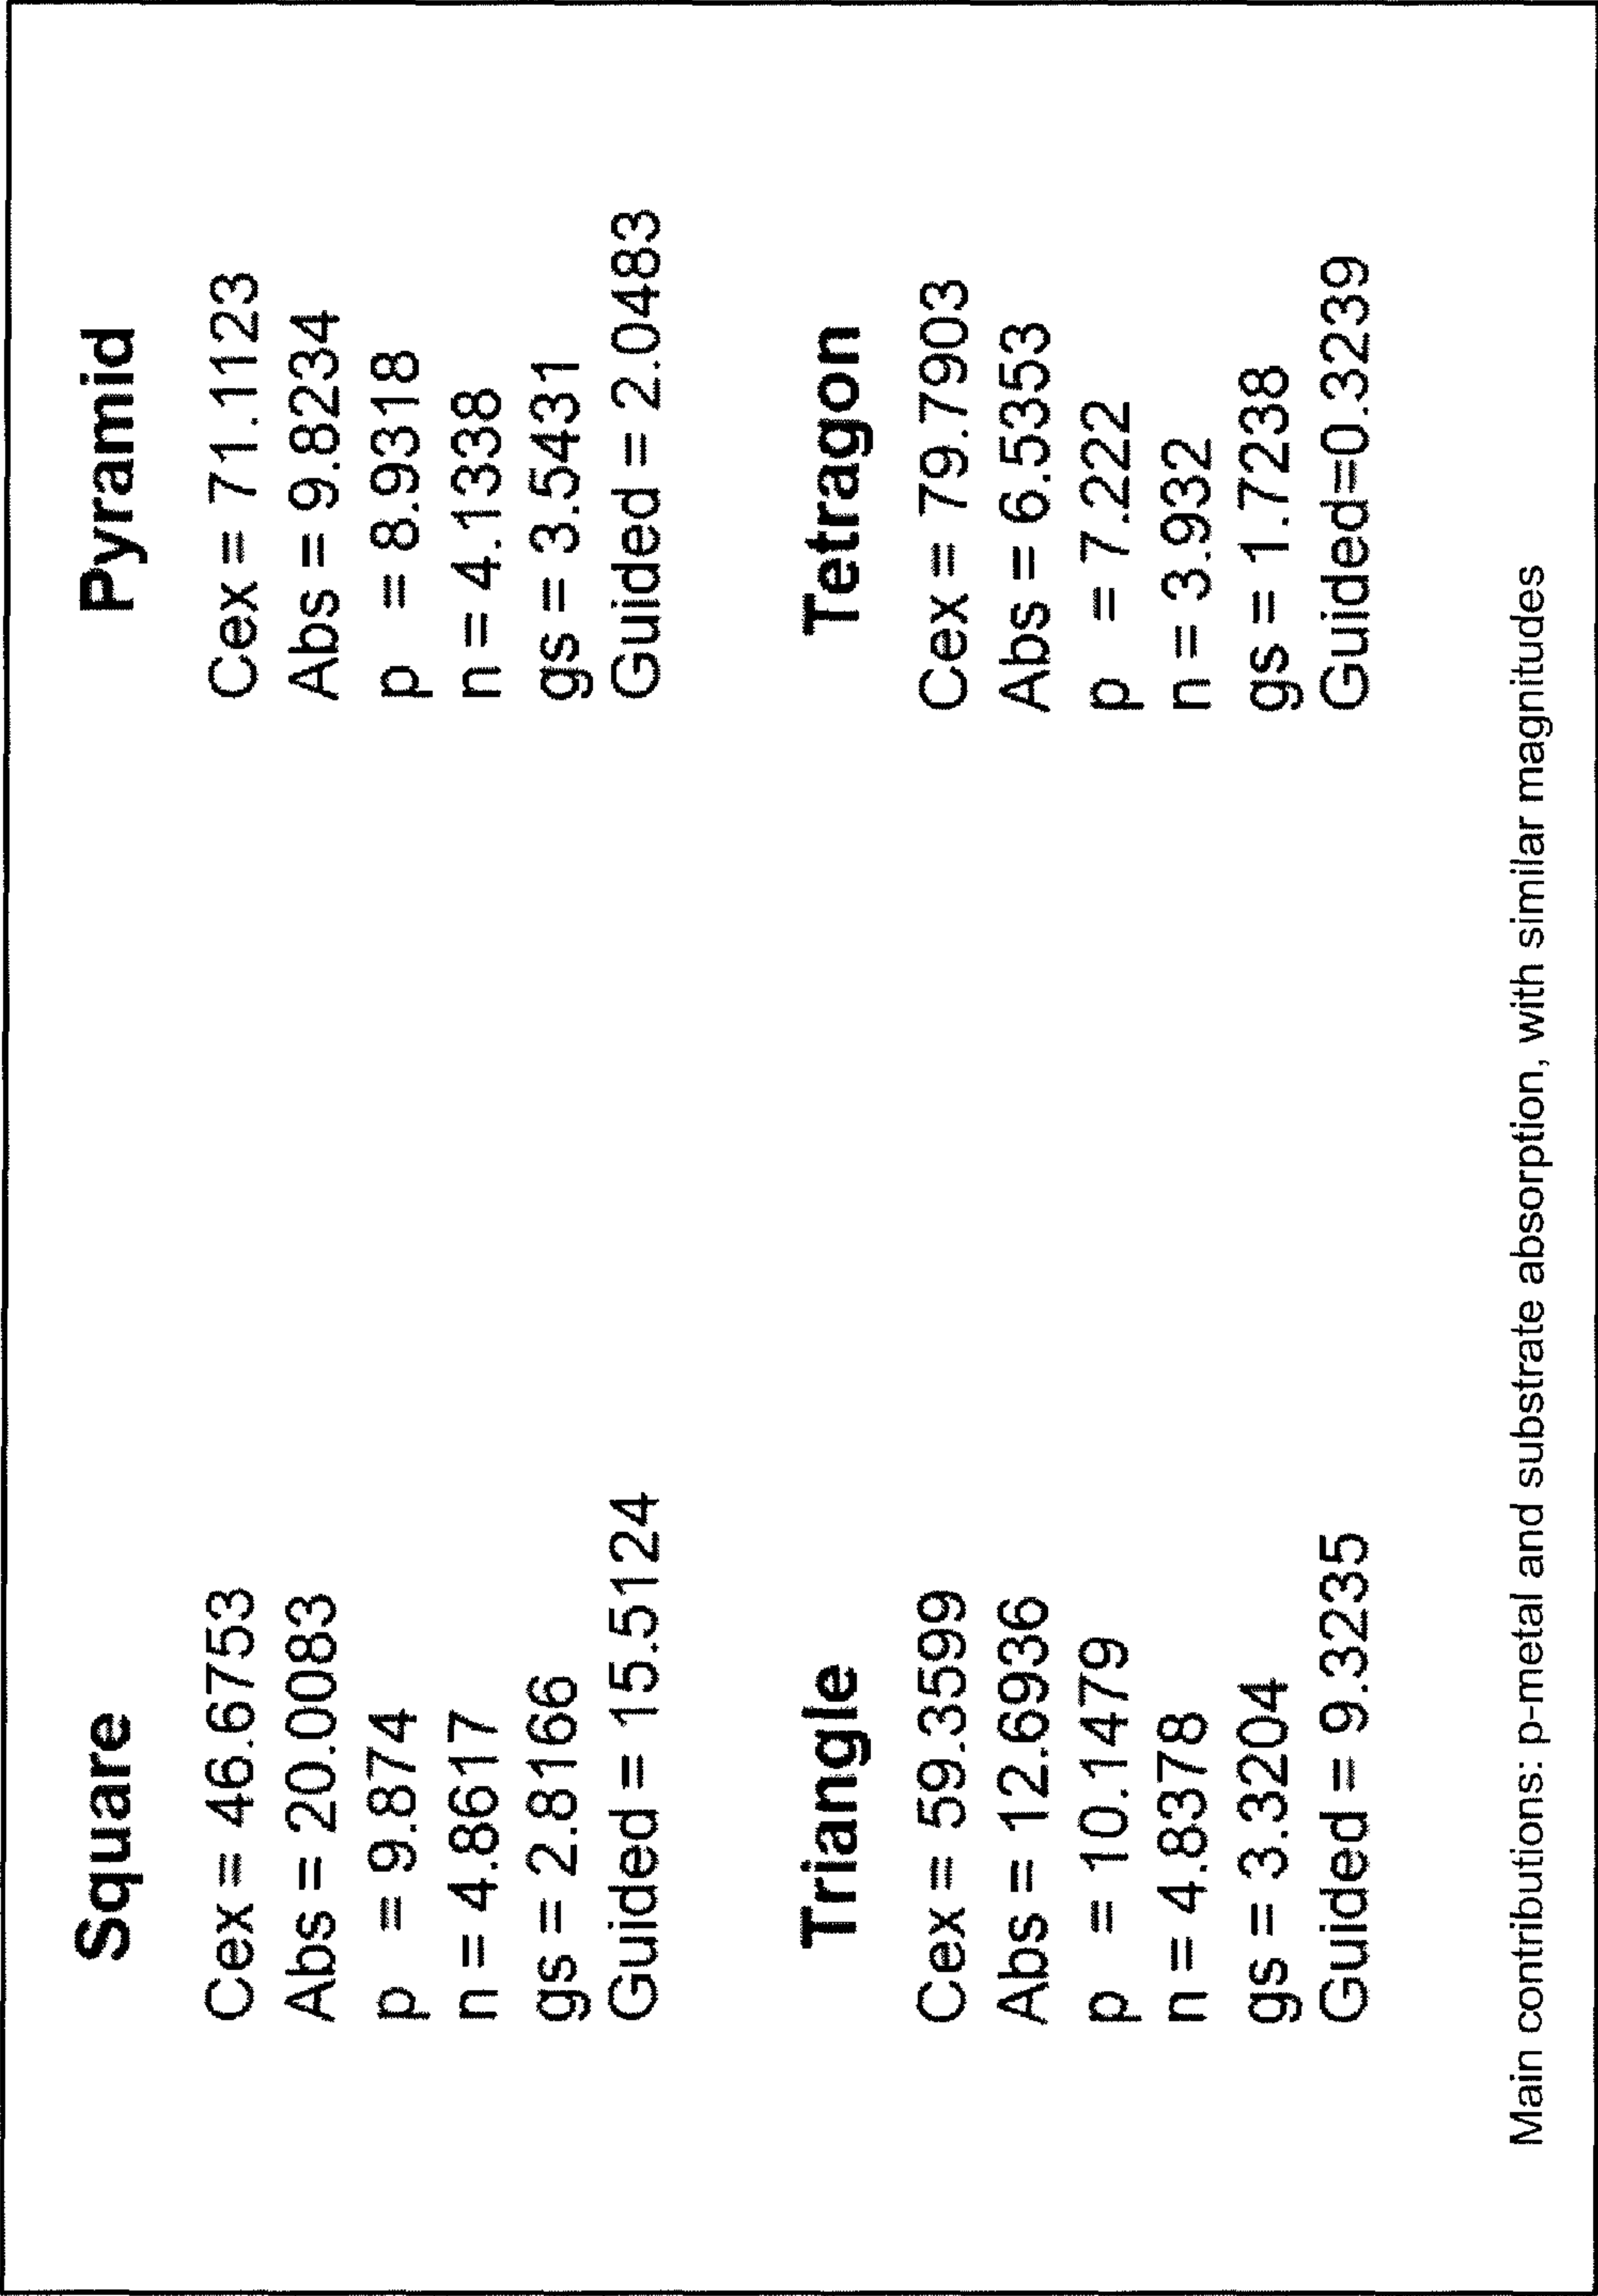 Square
Cex = 46.6753
Abs = 20.0083
p = 9.874
n = 4.8617
gs = 2.8166
Guided = 15.5124
Pyramid
Cex = 71.1123
Abs = 9.8234
p = 8.9318
n = 4.1338
gs = 3.5431
Guided = 2.0483
Triangle
Cex = 59.3599
Abs = 12.6936
p = 10.1479
n = 4.8378
gs = 3.3204
Guided = 9.3235
Tetragon
Cex = 79.7903
Abs = 6.5353
p = 7.222
n = 3.932
gs = 1.7238
Guided=0.3239
Main contributions: p-metal and substrate absorption, with similar magnitudes